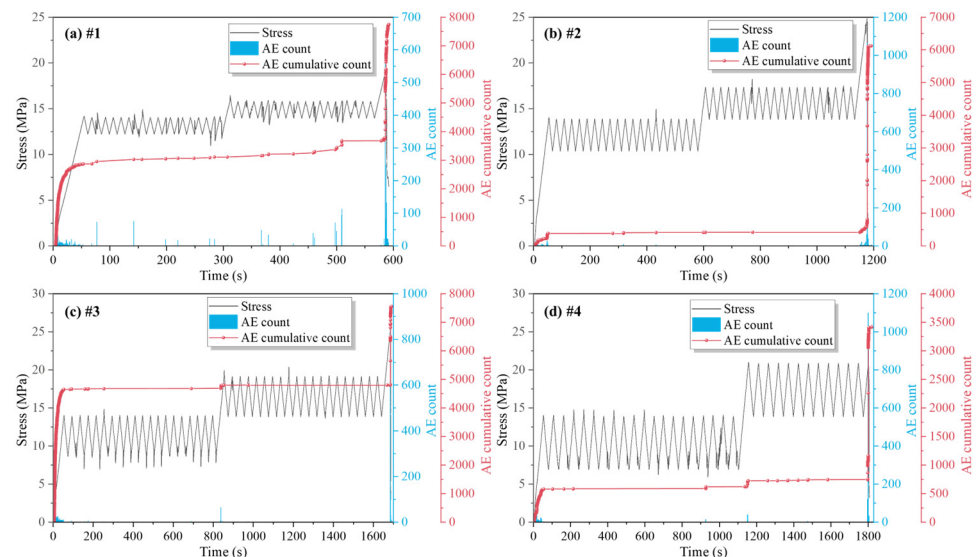 (a) #1
Stress
AE count
AE cumulative count
Stress (MPa)
25
20
15
10
5
0
0 100 200 300 400 500 600
Time (s)
700
600
500
400
300
200
100
0
AE count
8000
7000
6000
5000
4000
3000
2000
1000
0
AE cumulative count
(b) #2
Stress
AE count
AE cumulative count
Stress (MPa)
25
20
15
10
5
0
0 200 400 600 800 1000 1200
Time (s)
1200
1000
800
600
400
200
0
AE count
7000
6000
5000
4000
3000
2000
1000
0
AE cumulative count
(c) #3
Stress
AE count
AE cumulative count
Stress (MPa)
30
25
20
15
10
5
0
0 200 400 600 800 1000 1200 1400 1600
Time (s)
1000
800
600
400
200
0
AE count
8000
7000
6000
5000
4000
3000
2000
1000
0
AE cumulative count
(d) #4
Stress
AE count
AE cumulative count
Stress (MPa)
30
25
20
15
10
5
0
0 200 400 600 800 1000 1200 1400 1600 1800
Time (s)
1200
1000
800
600
400
200
0
AE count
4000
3500
3000
2500
2000
1500
1000
500
0
AE cumulative count